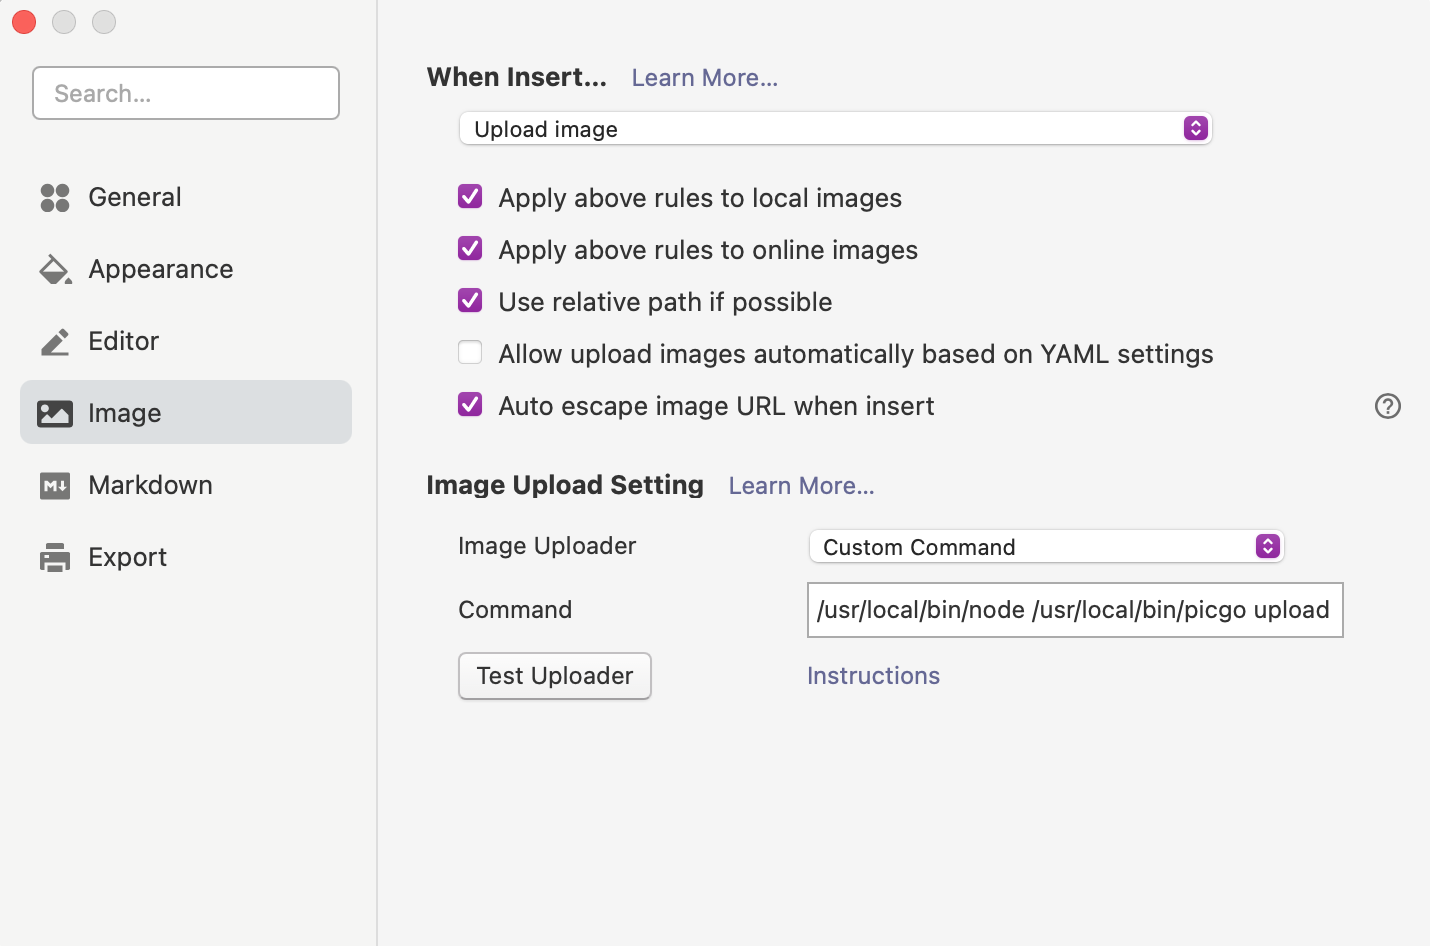 Search...
General
Appearance
Editor
Image
Markdown
Export
When Insert... Learn More...
Upload image
Apply above rules to local images
Apply above rules to online images
Use relative path if possible
Allow upload images automatically based on YAML settings
Auto escape image URL when insert
Image Upload Setting Learn More...
Image Uploader Custom Command
Command /usr/local/bin/node /usr/local/bin/picgo upload
Test Uploader Instructions